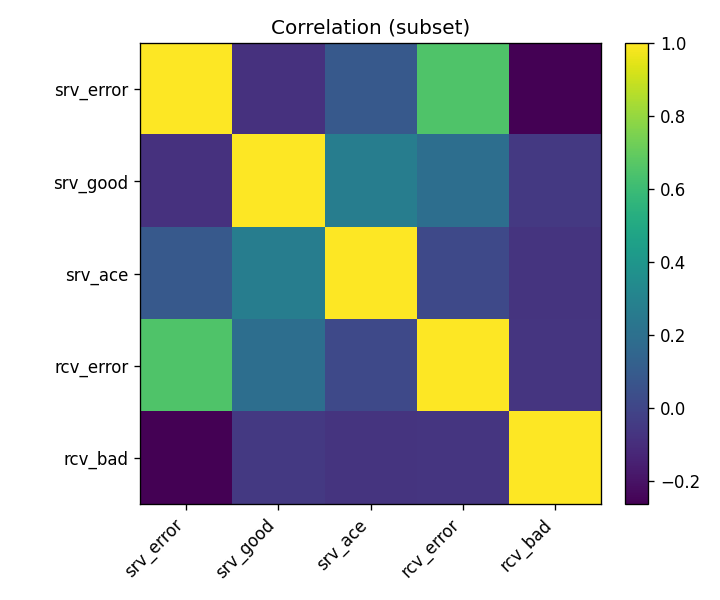 Correlation (subset)
srv_error
srv_good
srv_ace
rcv_error
rcv_bad
srv_error
srv_good
srv_ace
rcv_error
rcv_bad
1.0
0.8
0.6
0.4
0.2
0.0
−0.2